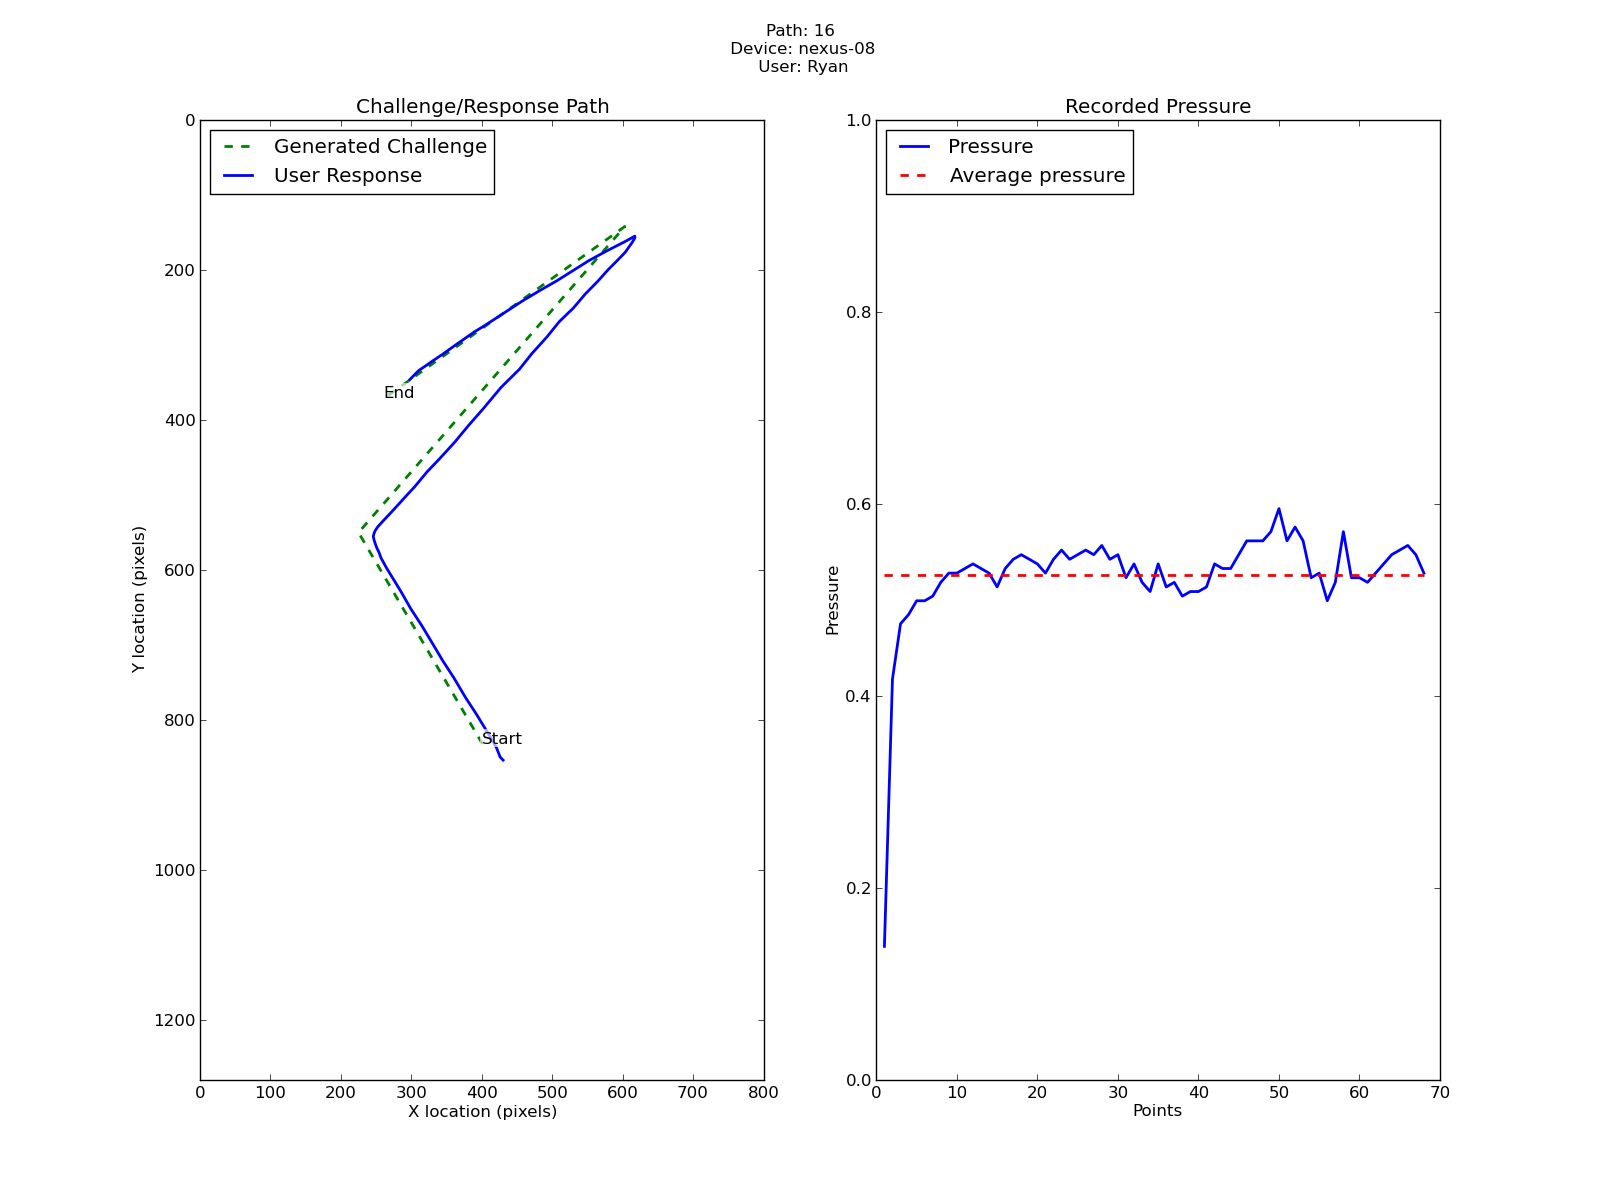 Path: 16
Device: nexus-08
User: Ryan
Challenge/Response Path
Generated Challenge
User Response
0
200
400
600
800
1000
1200
Y location (pixels)
End
Start
0 100 200 300 400 500 600 700 800
X location (pixels)
Recorded Pressure
Pressure
Average pressure
1.0
0.8
0.6
0.4
0.2
0.0
Pressure
0 10 20 30 40 50 60 70
Points